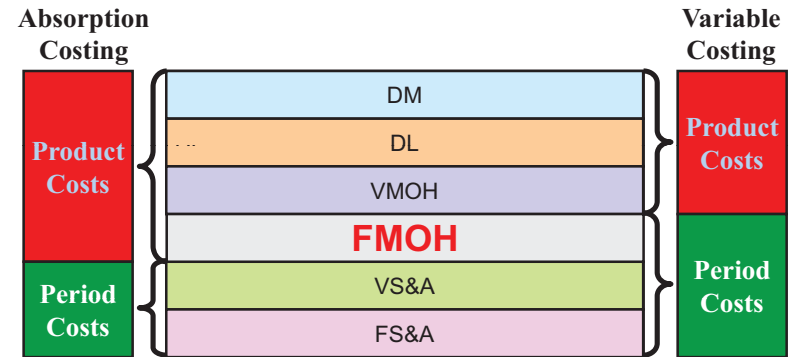 Absorption
Costing
Variable
Costing
Product
Costs
Period
Costs
DM
DL
VMOH
FMOH
VS&A
FS&A
Product
Costs
Period
Costs